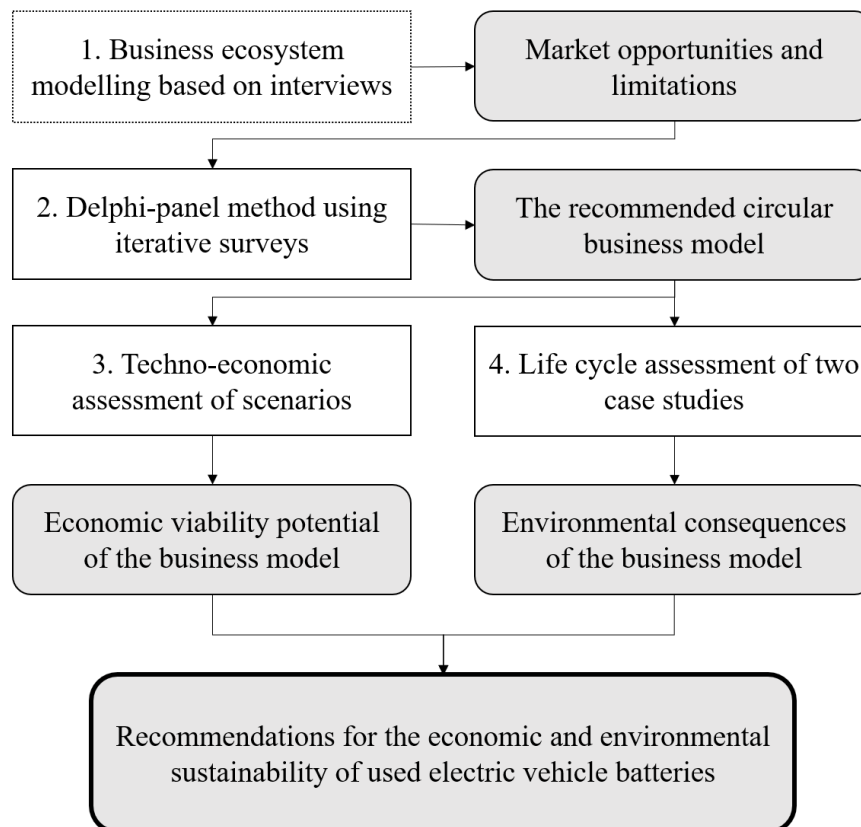 1. Business ecosystem
modelling based on interviews
Market opportunities and
limitations
2. Delphi-panel method using
iterative surveys
The recommended circular
business model
3. Techno-economic
assessment of scenarios
4. Life cycle assessment of two
case studies
Economic viability potential
of the business model
Environmental consequences
of the business model
Recommendations for the economic and environmental
sustainability of used electric vehicle batteries